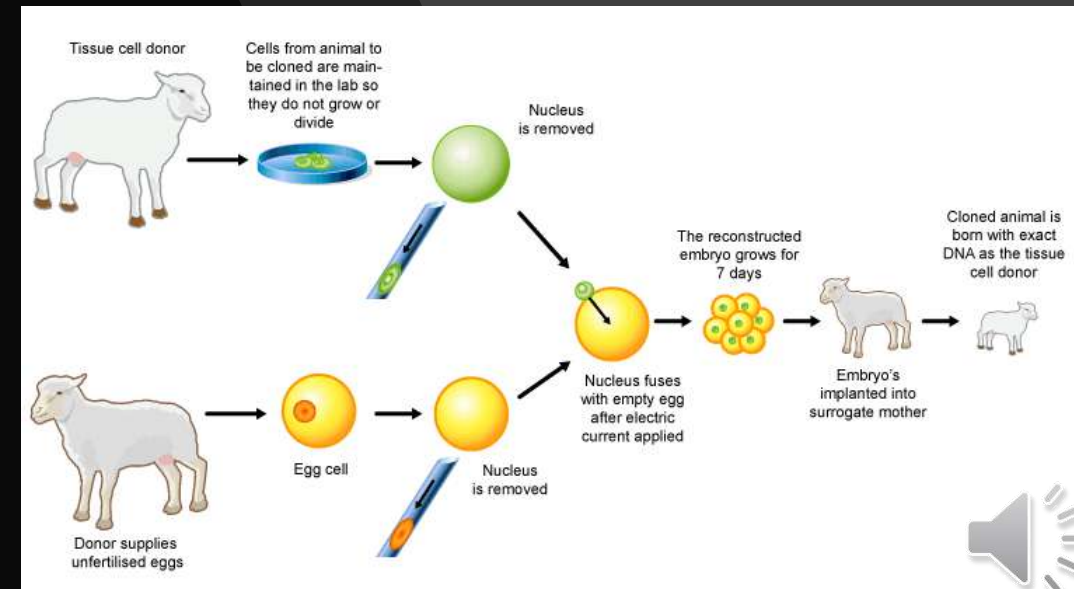 Tissue cell donor
Cells from animal to
be cloned are main-
tained in the lab so
they do not grow or
divide
Nucleus
is removed
Donor supplies
unfertilised eggs
Egg cell
Nucleus
is removed
Nucleus fuses
with empty egg
after electric
current applied
The reconstructed
embryo grows for
7 days
Embryo's
implanted into
surrogate mother
Cloned animal is
born with exact
DNA as the tissue
cell donor